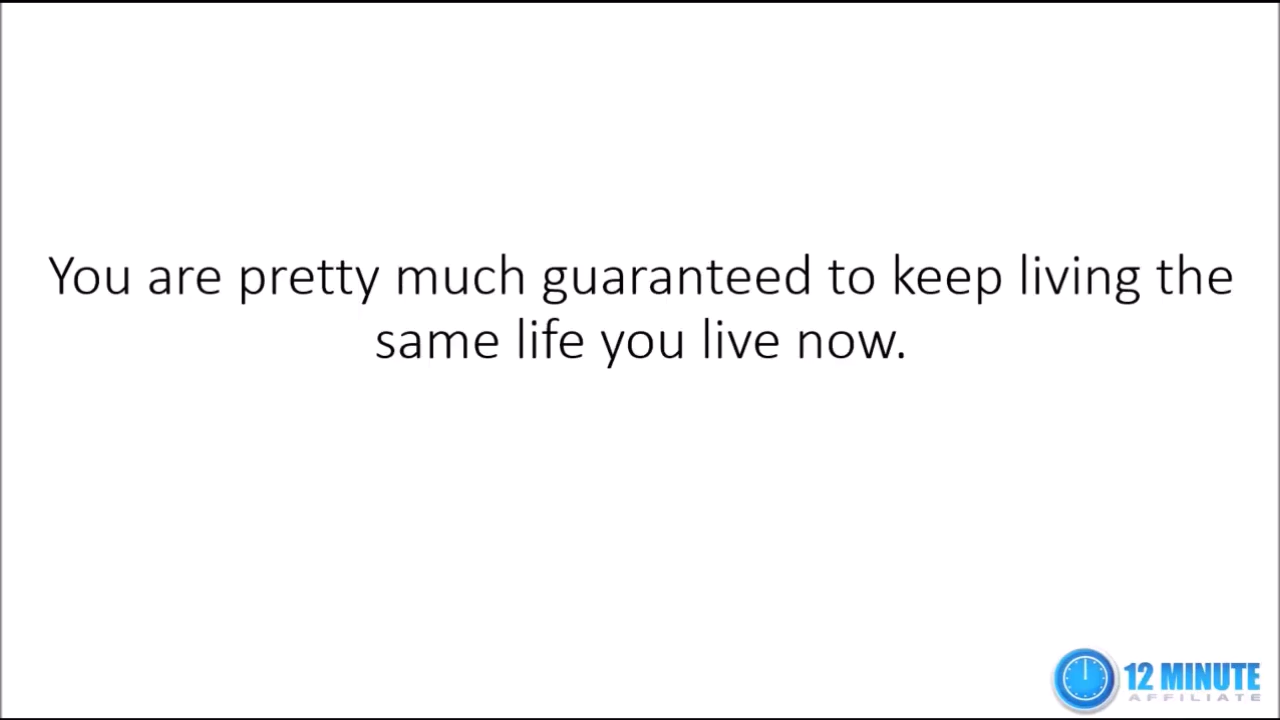 You are pretty much guaranteed to keep living the
same life you live now.
12 MINUTE
AFFILIATE